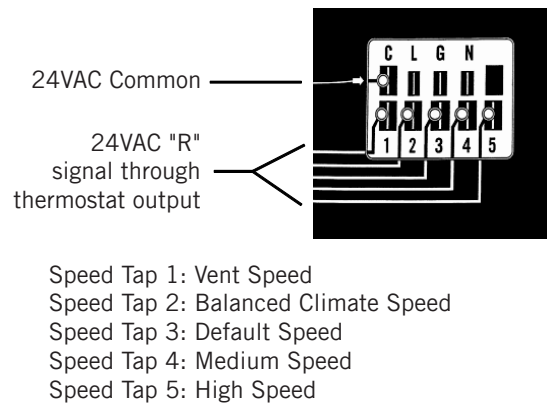 C L G N
24VAC Common
24VAC "R"
signal through
thermostat output
1 2 3 4 5
Speed Tap 1: Vent Speed
Speed Tap 2: Balanced Climate Speed
Speed Tap 3: Default Speed
Speed Tap 4: Medium Speed
Speed Tap 5: High Speed